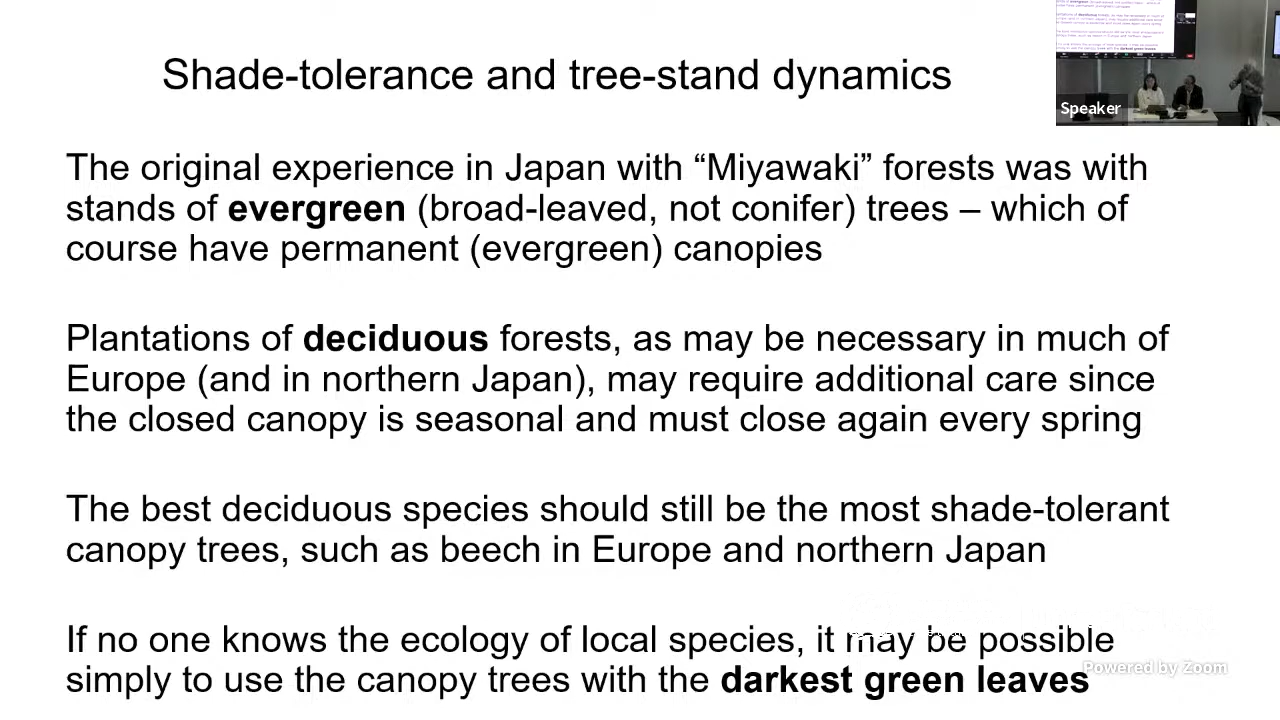 Shade-tolerance and tree-stand dynamics
Speaker
The original experience in Japan with “Miyawaki” forests was with
stands of evergreen (broad-leaved, not conifer) trees – which of
course have permanent (evergreen) canopies
Plantations of deciduous forests, as may be necessary in much of
Europe (and in northern Japan), may require additional care since
the closed canopy is seasonal and must close again every spring
The best deciduous species should still be the most shade-tolerant
canopy trees, such as beech in Europe and northern Japan
If no one knows the ecology of local species, it may be possible
simply to use the canopy trees with the darkest green leaves
Powered by Zoom